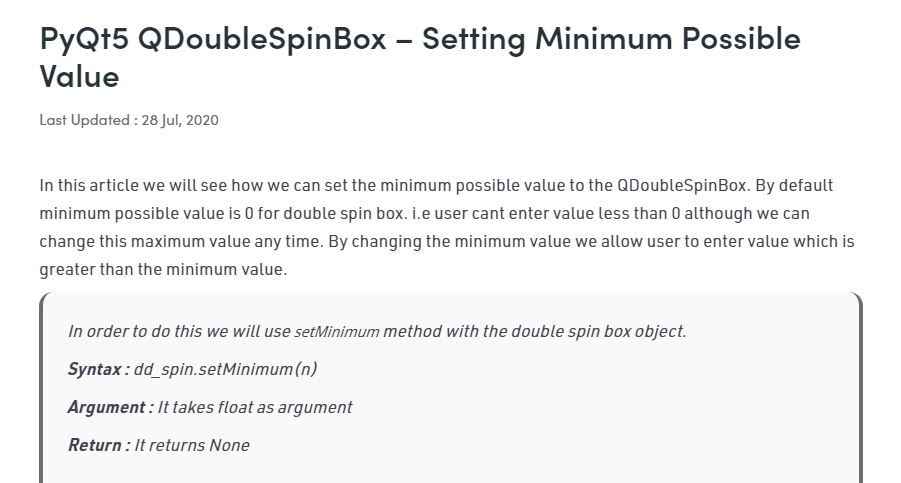 PyQt5 QDoubleSpinBox – Setting Minimum Possible
Value
Last Updated : 28 Jul, 2020
In this article we will see how we can set the minimum possible value to the QDoubleSpinBox. By default
minimum possible value is 0 for double spin box. i.e user cant enter value less than 0 although we can
change this maximum value any time. By changing the minimum value we allow user to enter value which is
greater than the minimum value.
In order to do this we will use setMinimum method with the double spin box object.
Syntax : dd_spin.setMinimum(n)
Argument : It takes float as argument
Return : It returns None